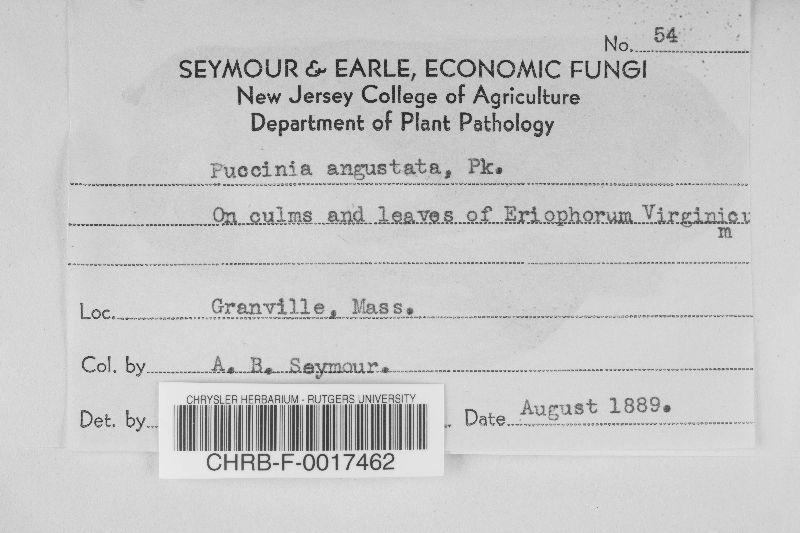 No. 54
SEYMOUR & EARLE, ECONOMIC FUNGI
New Jersey College of Agriculture
Department of Plant Pathology
Puccinia angustata, Pk.
On culms and leaves of Eriophorum Virginicu
m
Loc. Granville, Mass.
Col. by A. B. Seymour.
Det. by
Date August 1889.
CHRYSLER HERBARIUM - RUTGERS UNIVERSITY
CHRB-F-0017462